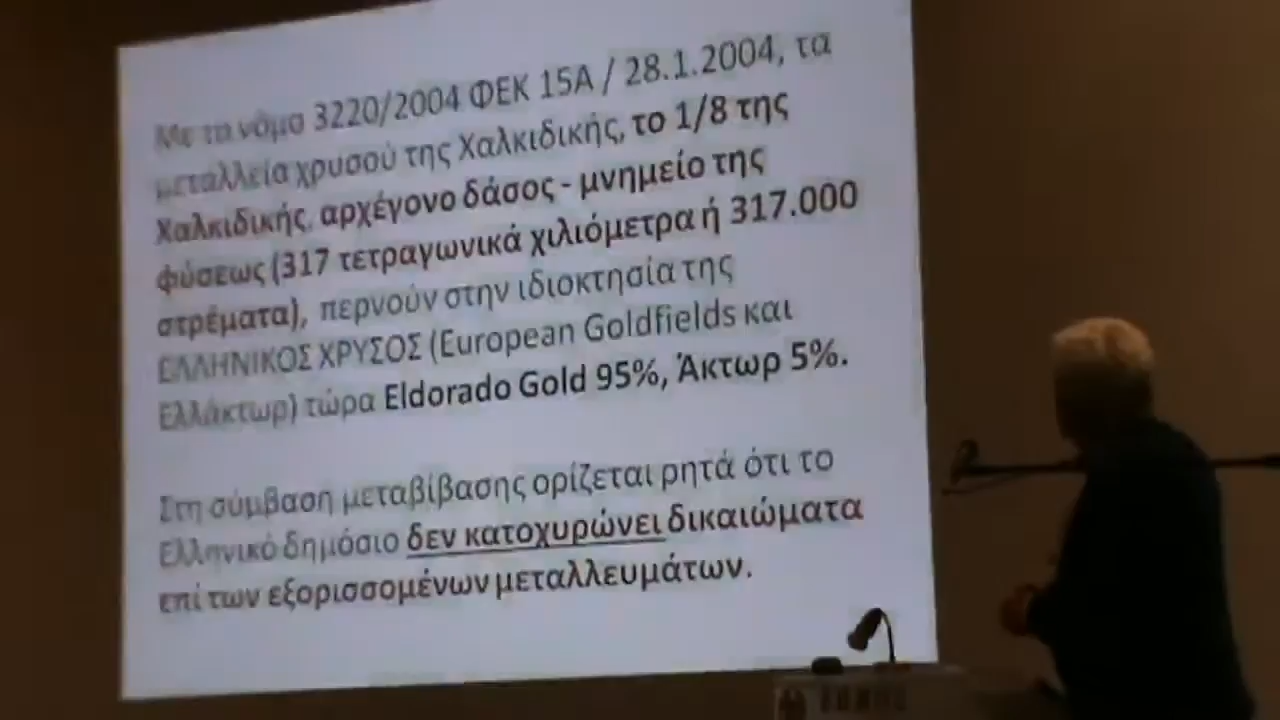 Με το νόμο 3220/2004 ΦΕΚ 15Α / 28.1.2004, τα
μεταλλεία χρυσού της Χαλκιδικής, το 1/8 της
Χαλκιδικής, αρχέγονο δάσος - μνημείο της
φύσεως (317 τετραγωνικά χιλιόμετρα ή 317.000
στρέματα), περνούν στην ιδιοκτησία της
ΕΛΛΗΝΙΚΟΣ ΧΡΥΣΟΣ (European Goldfields και
Ελλάκτωρ) τώρα Eldorado Gold 95%, Άκτωρ 5%.
Στη σύμβαση μεταβίβασης ορίζεται ρητά ότι το
Ελληνικό δημόσιο δεν κατοχυρώνει δικαιώματα
επί των εξορισσομένων μεταλλευμάτων.